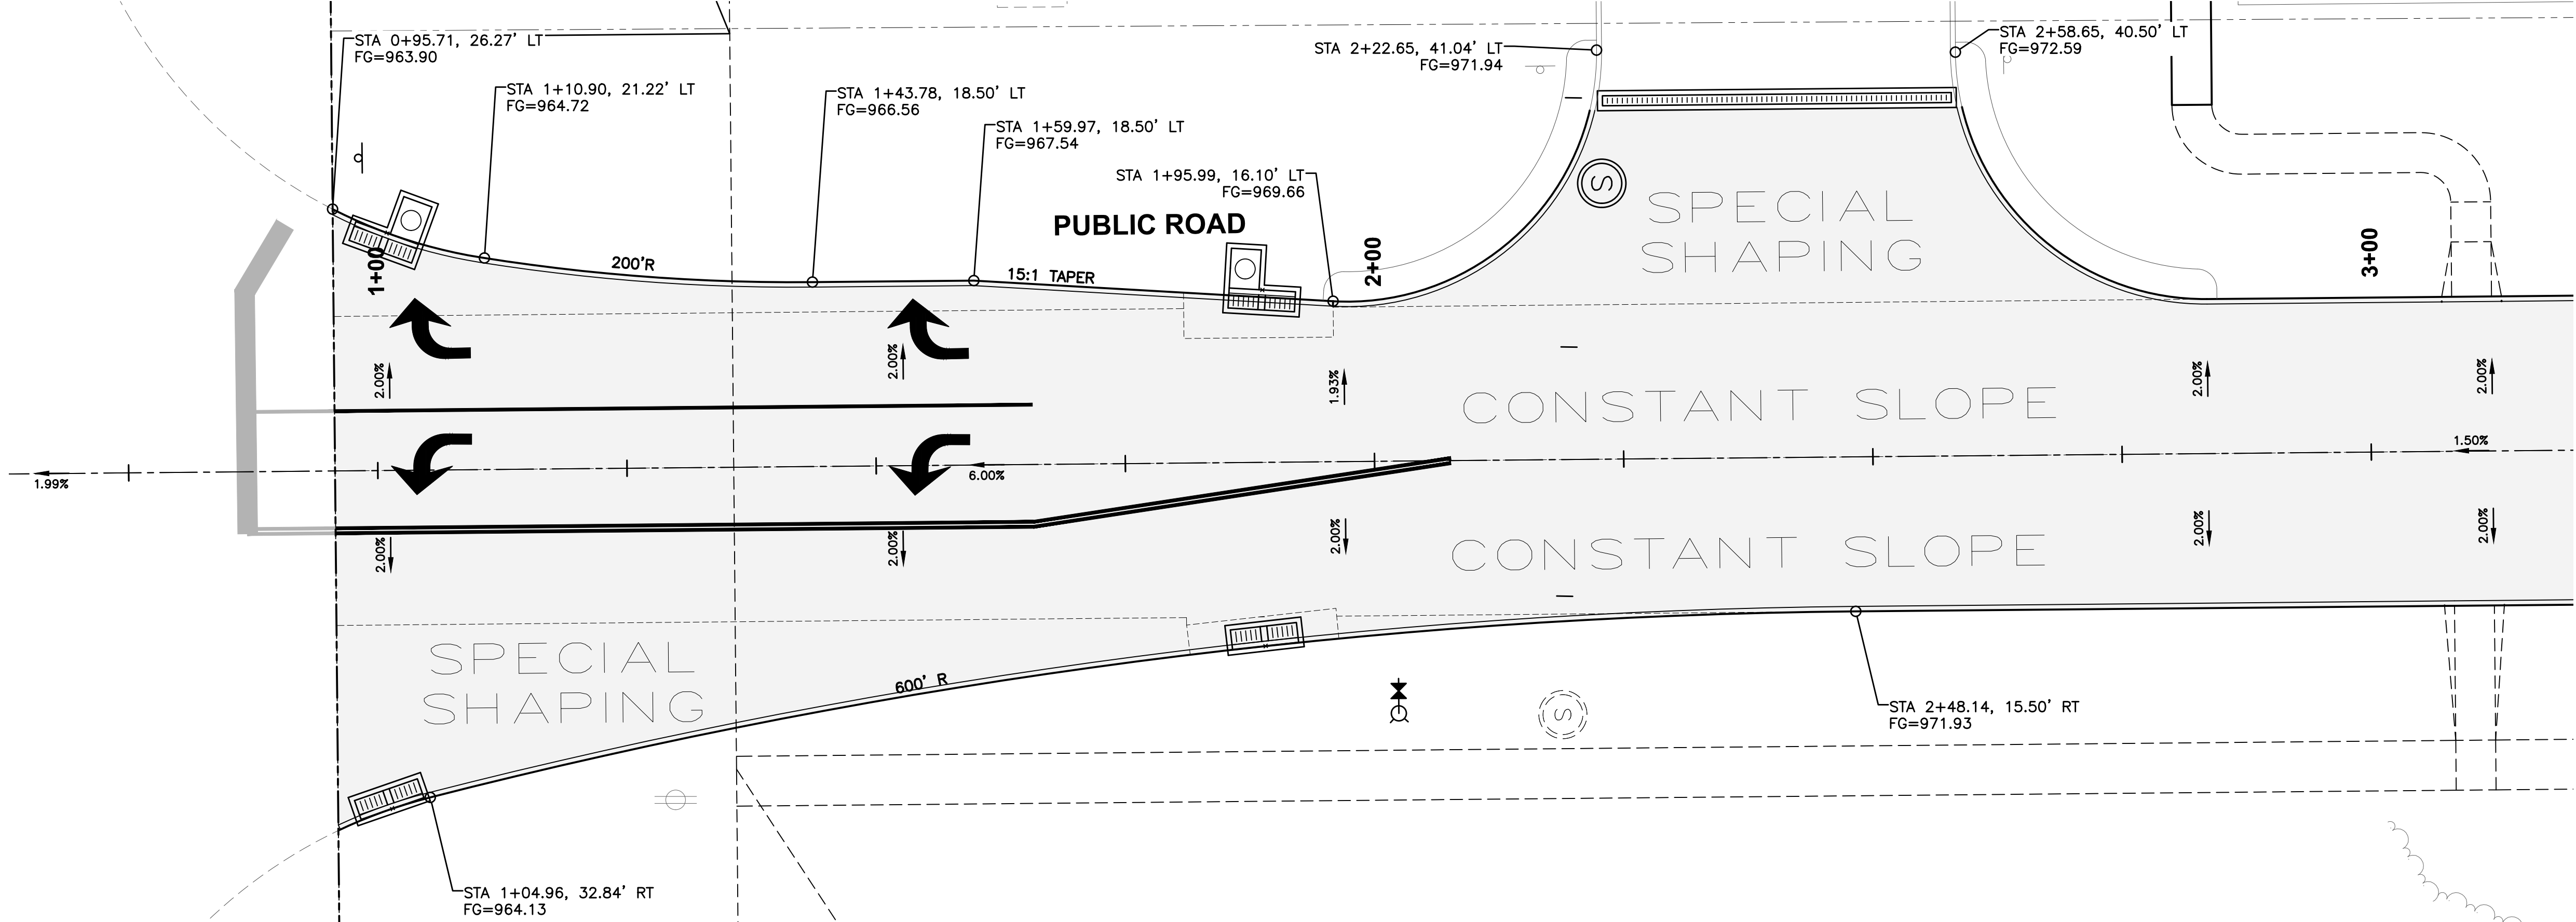 STA 0+95.71, 26.27' LT
FG=963.90
STA 1+10.90, 21.22' LT
FG=964.72
STA 1+43.78, 18.50' LT
FG=966.56
STA 1+59.97, 18.50' LT
FG=967.54
STA 1+95.99, 16.10' LT
FG=969.66
STA 2+22.65, 41.04' LT
FG=971.94
STA 2+58.65, 40.50' LT
FG=972.59
PUBLIC ROAD
S
SPECIAL
SHAPING
1+00
200'R
15:1 TAPER
2+00
3+00
2.00%
2.00%
1.93%
2.00%
2.00%
CONSTANT SLOPE
1.99%
6.00%
1.50%
2.00%
2.00%
2.00%
2.00%
2.00%
CONSTANT SLOPE
SPECIAL
SHAPING
600' R
S
STA 2+48.14, 15.50' RT
FG=971.93
STA 1+04.96, 32.84' RT
FG=964.13